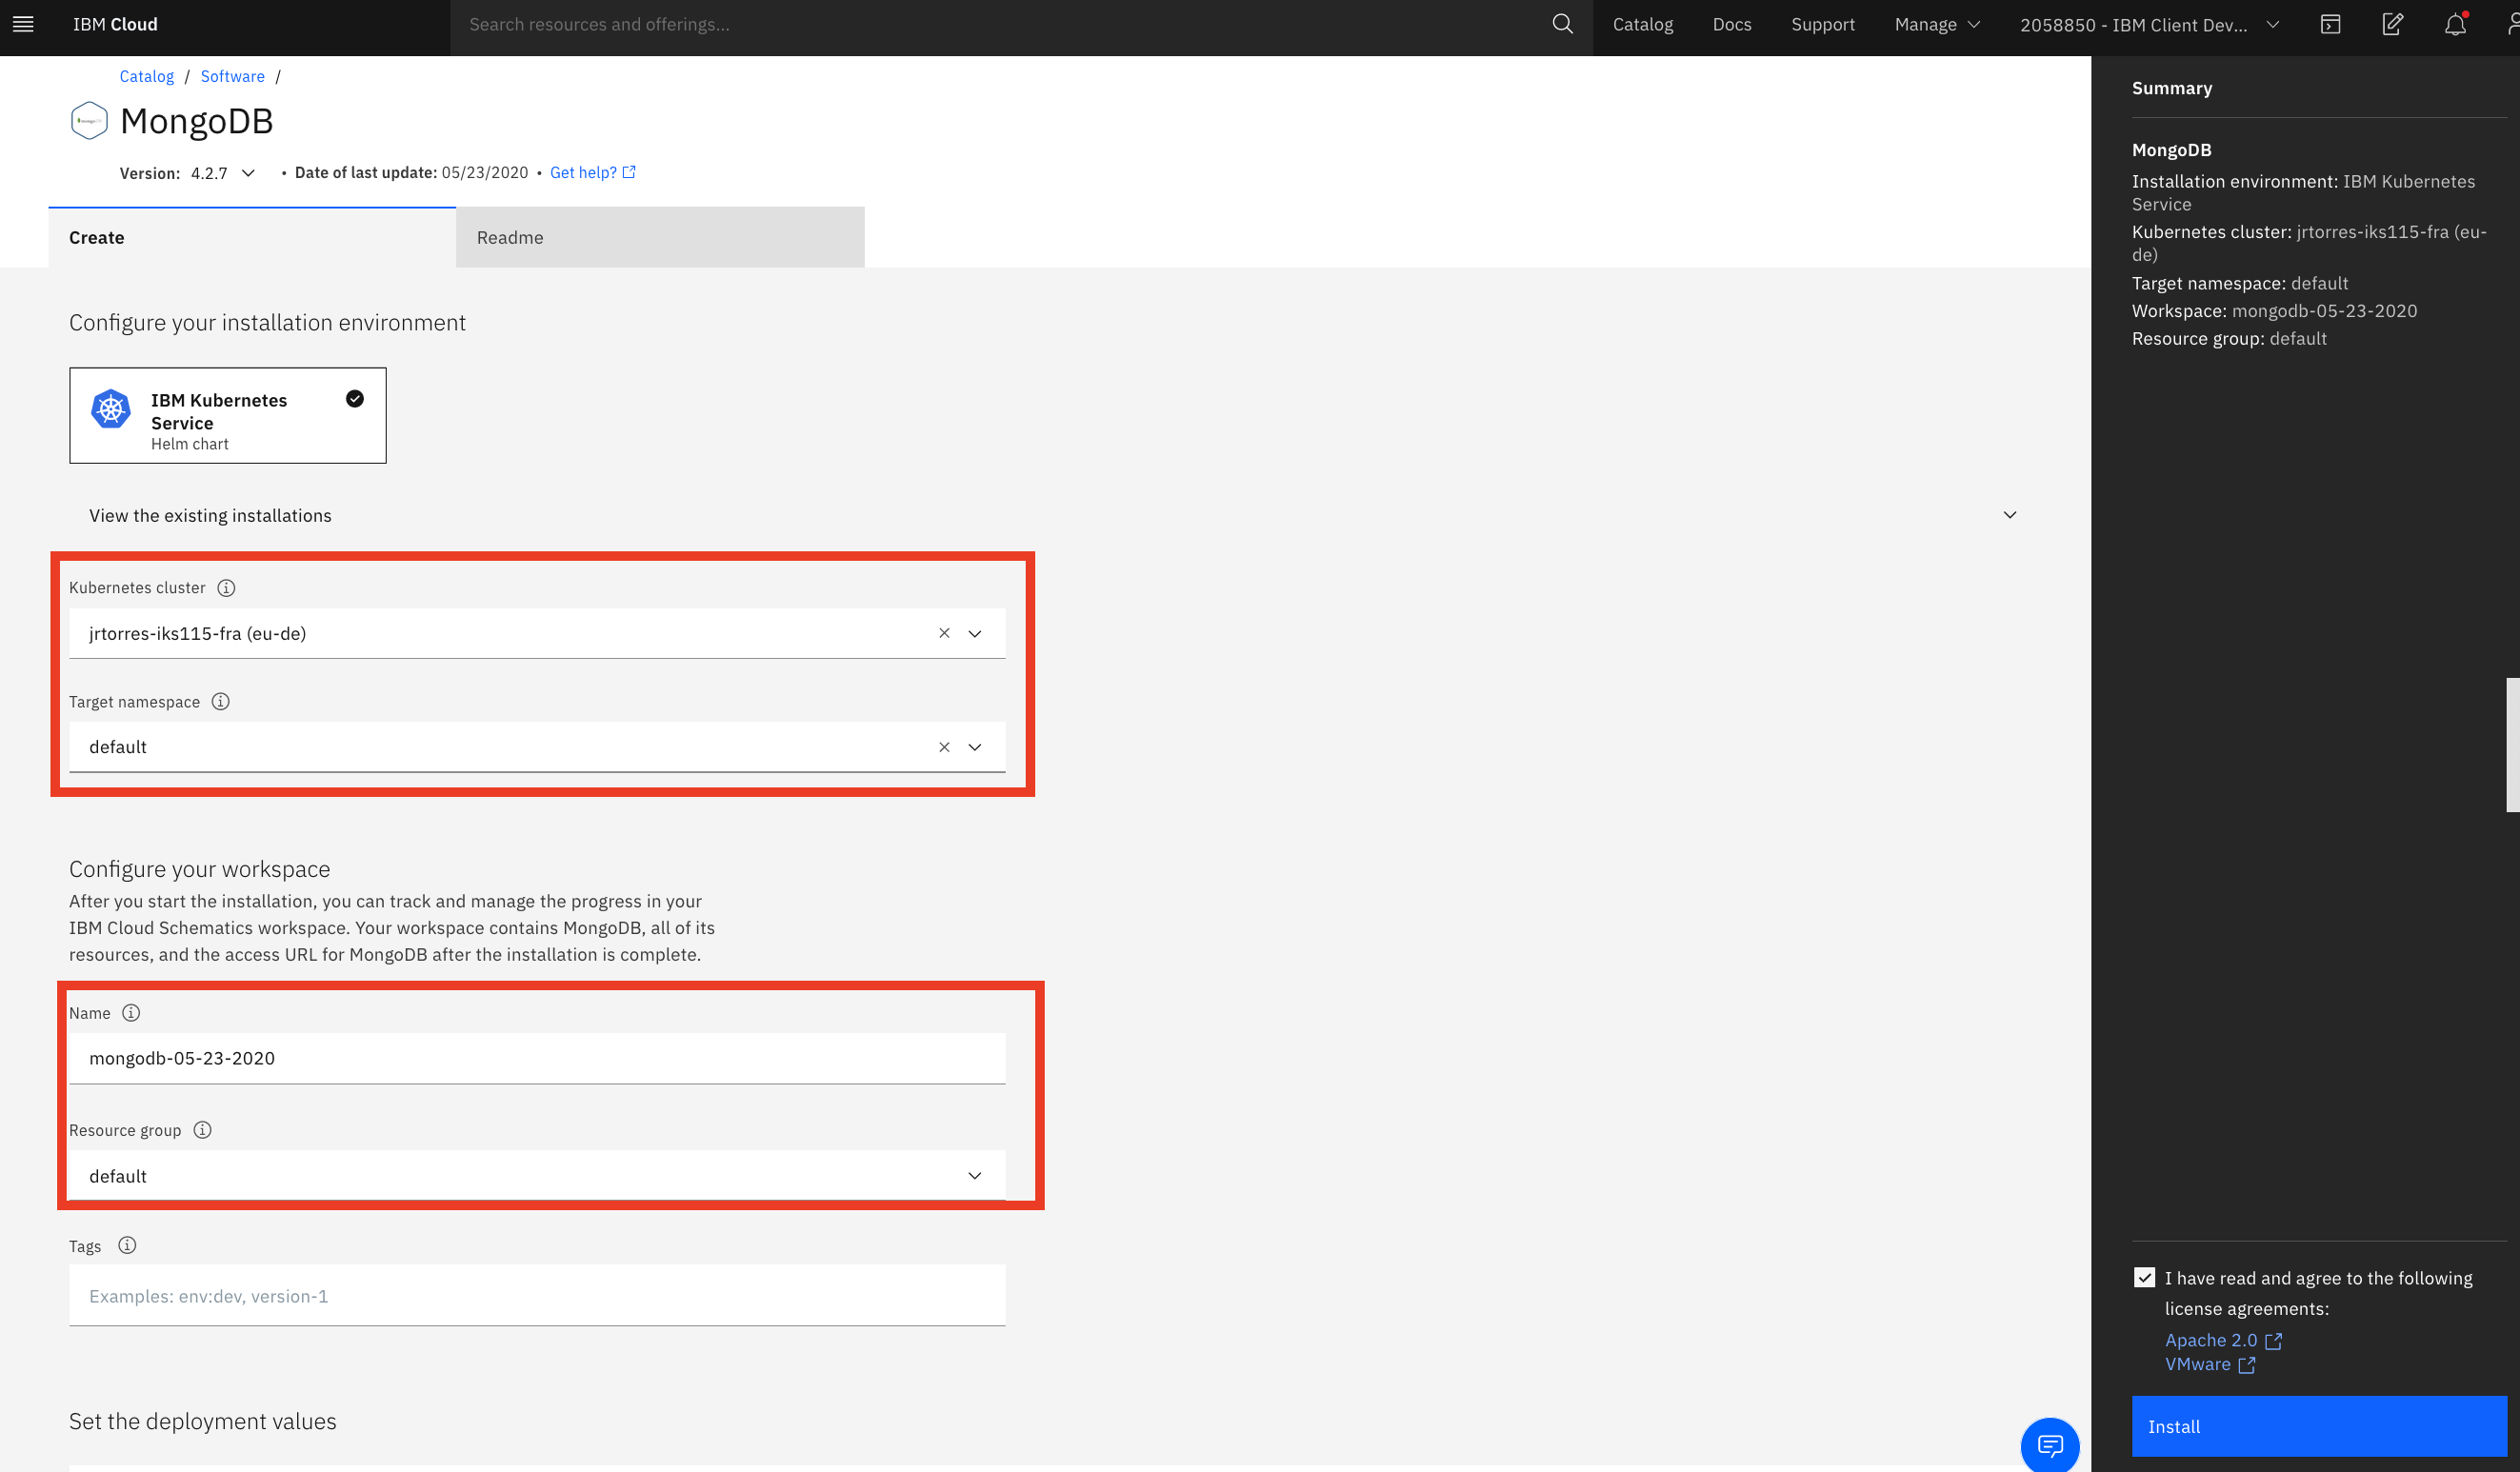 IBM Cloud
Search resources and offerings...
Catalog
Docs
Support
Manage
2058850 - IBM Client Dev...
Catalog / Software /
MongoDB
Version: 4.2.7 • Date of last update: 05/23/2020 • Get help?
Create
Readme
Configure your installation environment
IBM Kubernetes
Service
Helm chart
View the existing installations
Kubernetes cluster
jrtorres-iks115-fra (eu-de)
Target namespace
default
Configure your workspace
After you start the installation, you can track and manage the progress in your
IBM Cloud Schematics workspace. Your workspace contains MongoDB, all of its
resources, and the access URL for MongoDB after the installation is complete.
Name
mongodb-05-23-2020
Resource group
default
Tags
Examples: env:dev, version-1
Set the deployment values
Summary
MongoDB
Installation environment: IBM Kubernetes
Service
Kubernetes cluster: jrtorres-iks115-fra (eu-
de)
Target namespace: default
Workspace: mongodb-05-23-2020
Resource group: default
I have read and agree to the following
license agreements:
Apache 2.0
VMware
Install